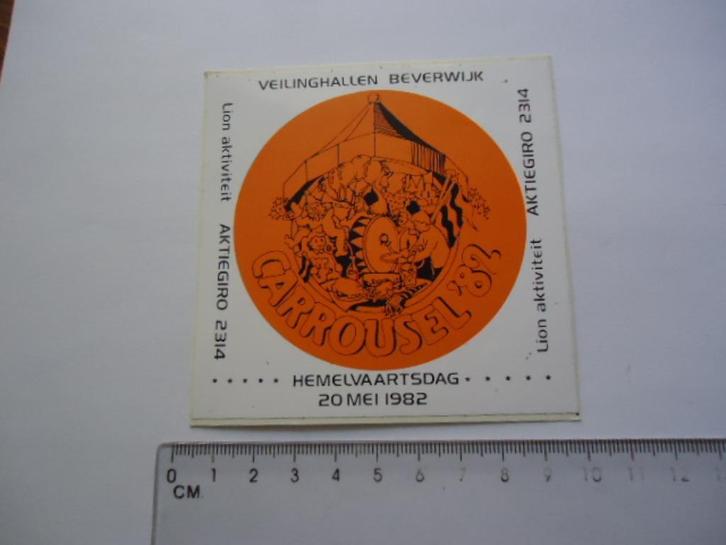 VEILINGHALLEN BEVERWIJK
Lion aktiviteit AKTIEGIRO 2314
Lion aktiviteit AKTIEGIRO 2314
CARROUSEL '82
HEMELVAARTSDAG
20 MEI 1982
0 1 2 3 4 5 6 7 8 9 10 11 12
CM